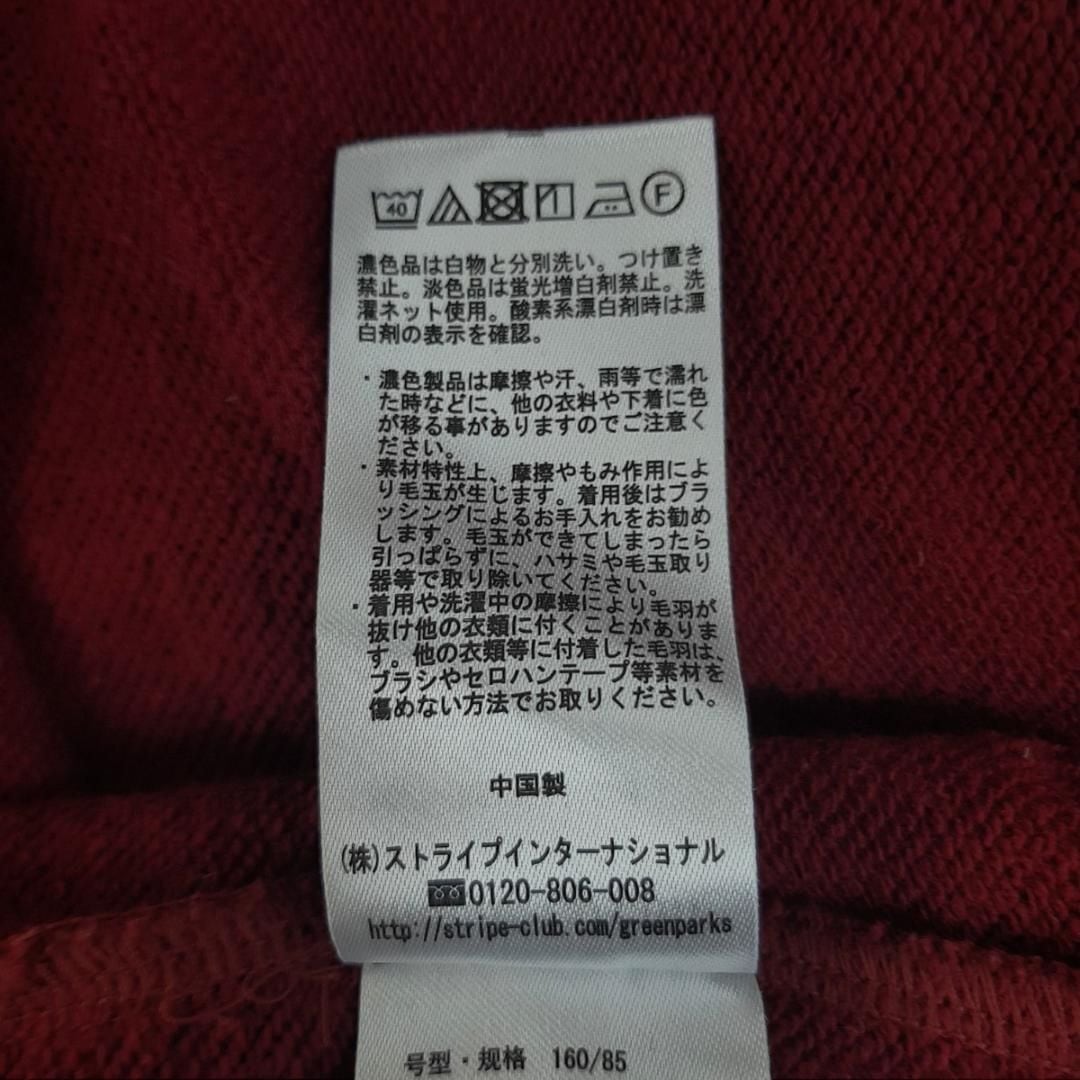 40 F
濃色品は白物と分別洗い。つけ置き
禁止。淡色品は蛍光増白剤禁止。洗
濯ネット使用。酸素系漂白剤時は漂
白剤の表示を確認。
・濃色製品は摩擦や汗、雨等で濡れ
た時などに、他の衣料や下着に色
が移る事がありますのでご注意く
ださい。
・素材特性上、摩擦やもみ作用によ
り毛玉が生じます。着用後はブラ
ッシングによるお手入れをお勧め
します。毛玉ができてしまったら
引っぱらずに、ハサミや毛玉取り
器等で取り除いてください。
・着用や洗濯中の摩擦により毛羽が
抜け他の衣類に付くことがありま
す。他の衣類等に付着した毛羽は、
ブラシやセロハンテープ等素材を
傷めない方法でお取りください。
中国製
(株)ストライプインターナショナル
0120-806-008
http://stripe-club.com/greenparks
号型・规格 160/85